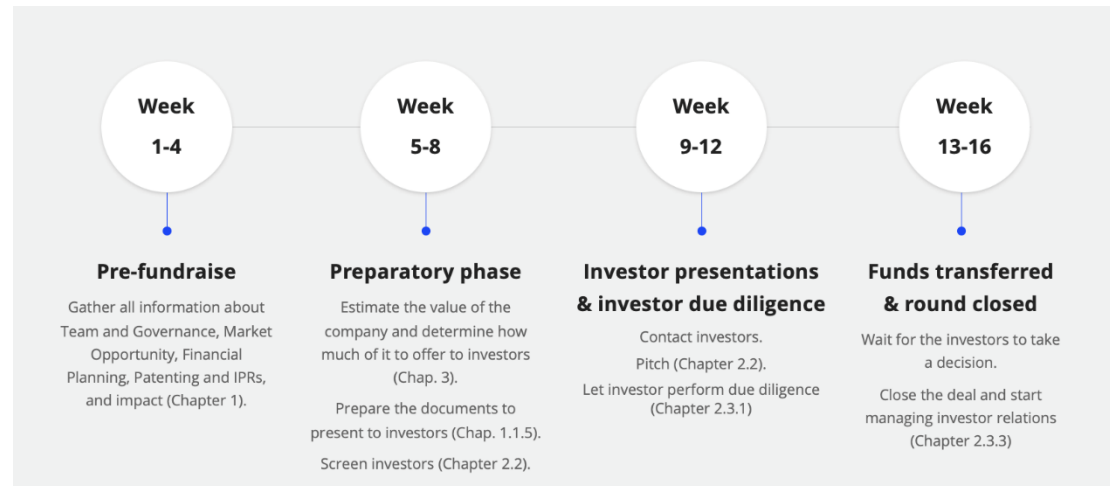 Week
1-4
Week
5-8
Week
9-12
Week
13-16
Pre-fundraise
Gather all information about
Team and Governance, Market
Opportunity, Financial
Planning, Patenting and IPRs,
and impact (Chapter 1).
Preparatory phase
Estimate the value of the
company and determine how
much of it to offer to investors
(Chap. 3).
Prepare the documents to
present to investors (Chap. 1.1.5).
Screen investors (Chapter 2.2).
Investor presentations
& investor due diligence
Contact investors.
Pitch (Chapter 2.2).
Let investor perform due diligence
(Chapter 2.3.1)
Funds transferred
& round closed
Wait for the investors to take
a decision.
Close the deal and start
managing investor relations
(Chapter 2.3.3)